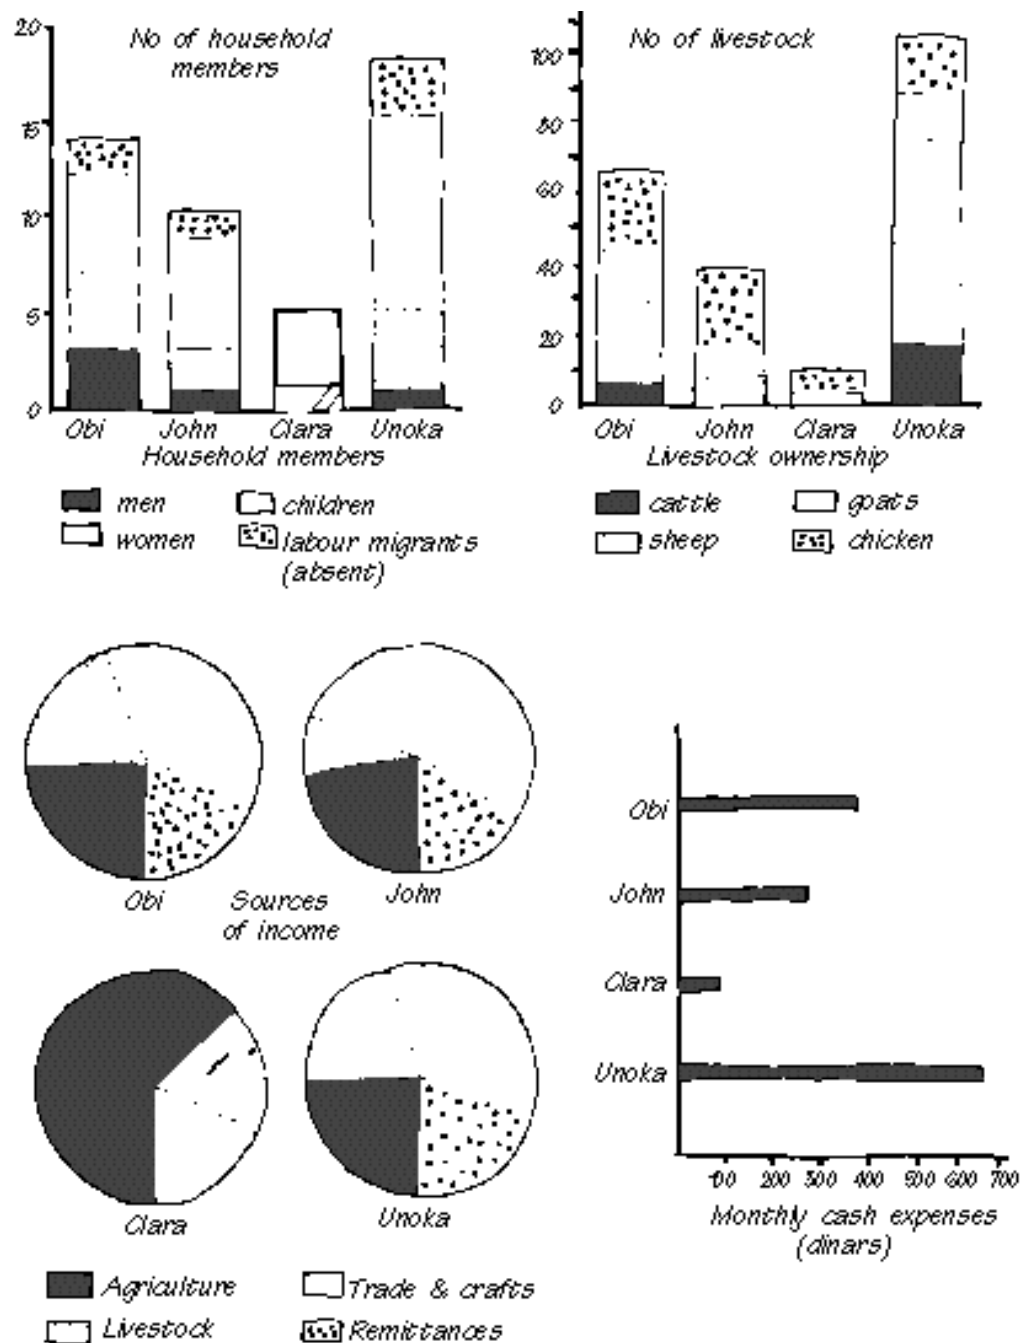 No of household
members
20
15
10
5
0
Obi
John
Clara
Unoka
Household members
men
children
women
labour migrants
(absent)
No of livestock
100
80
60
40
20
0
Obi
John
Clara
Unoka
Livestock ownership
cattle
goats
sheep
chicken
Obi
Sources
of income
John
Clara
Unoka
Agriculture
Trade & crafts
Livestock
Remittances
Obi
John
Clara
Unoka
100 200 300 400 500 600 700
Monthly cash expenses
(dinars)